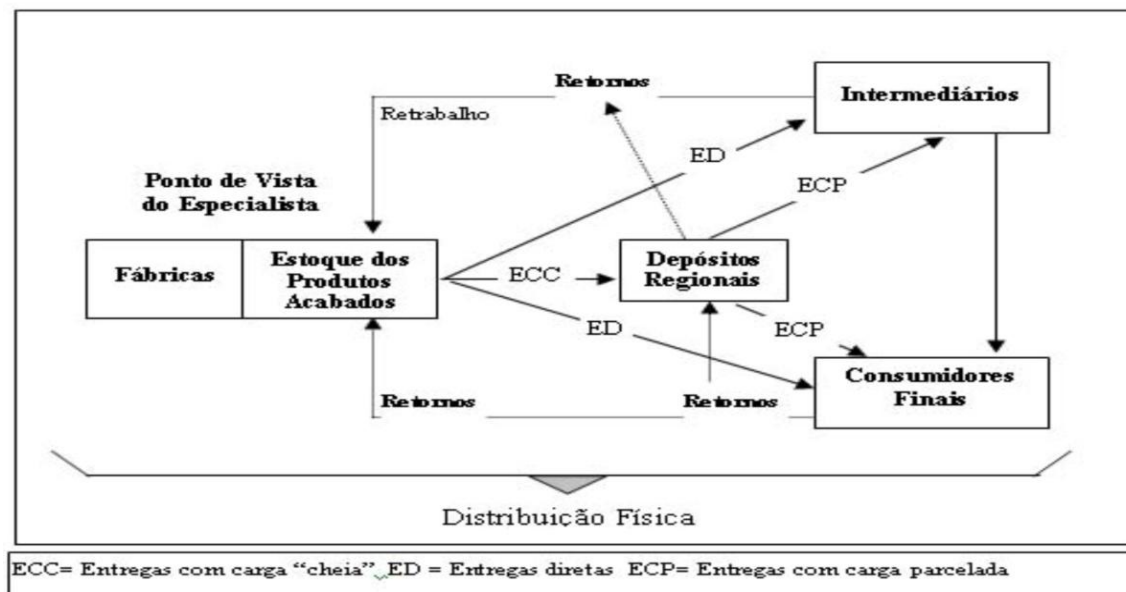 Retornos
Intermediários
Retrabalho
ED
ECP
Ponto de Vista
do Especialista
Fábricas
Estoque dos
Produtos
Acabados
ECC
Depósitos
Regionais
ED
ECP
Consumidores
Finais
Retornos
Retornos
Distribuição Física
ECC= Entregas com carga “cheia” ED = Entregas diretas ECP= Entregas com carga parcelada